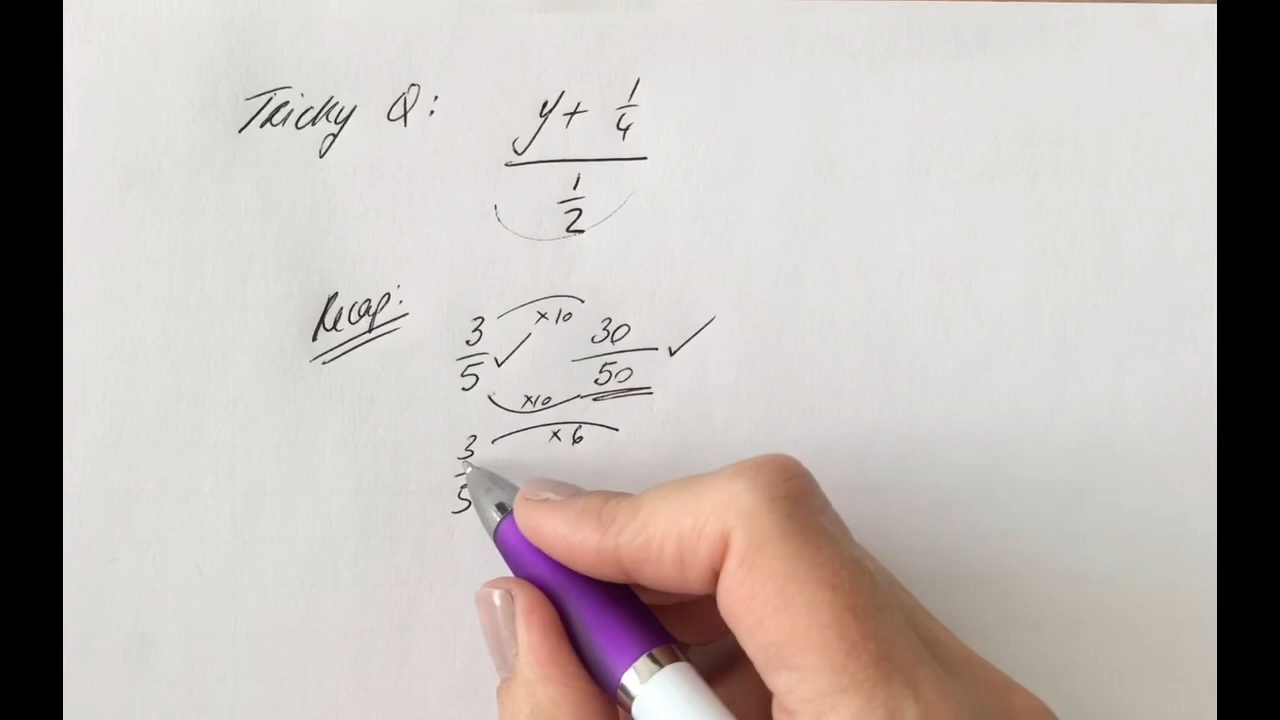 Tricky Q: y + 1/4
1/2
Recap:
3/5 ✓ ×10 30/50 ✓
×10
3/5 ×6